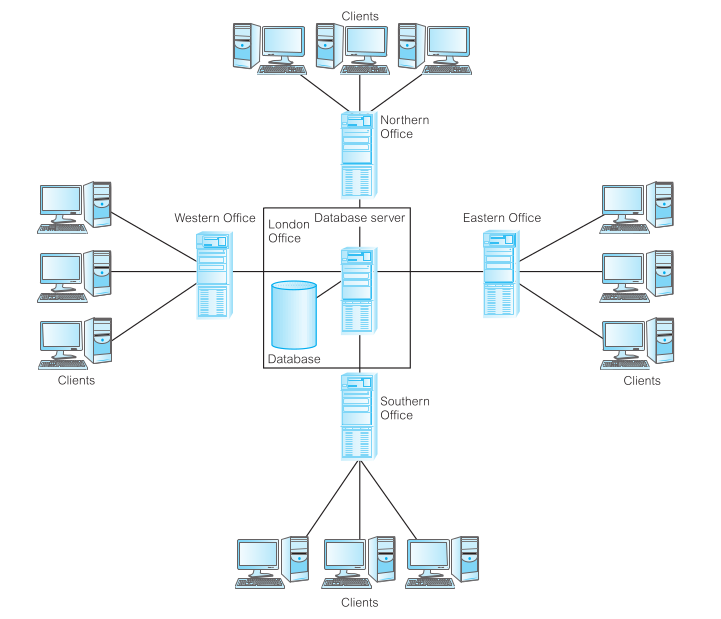 Clients
Northern
Office
Western Office
London
Office
Database server
Eastern Office
Database
Clients
Clients
Southern
Office
Clients